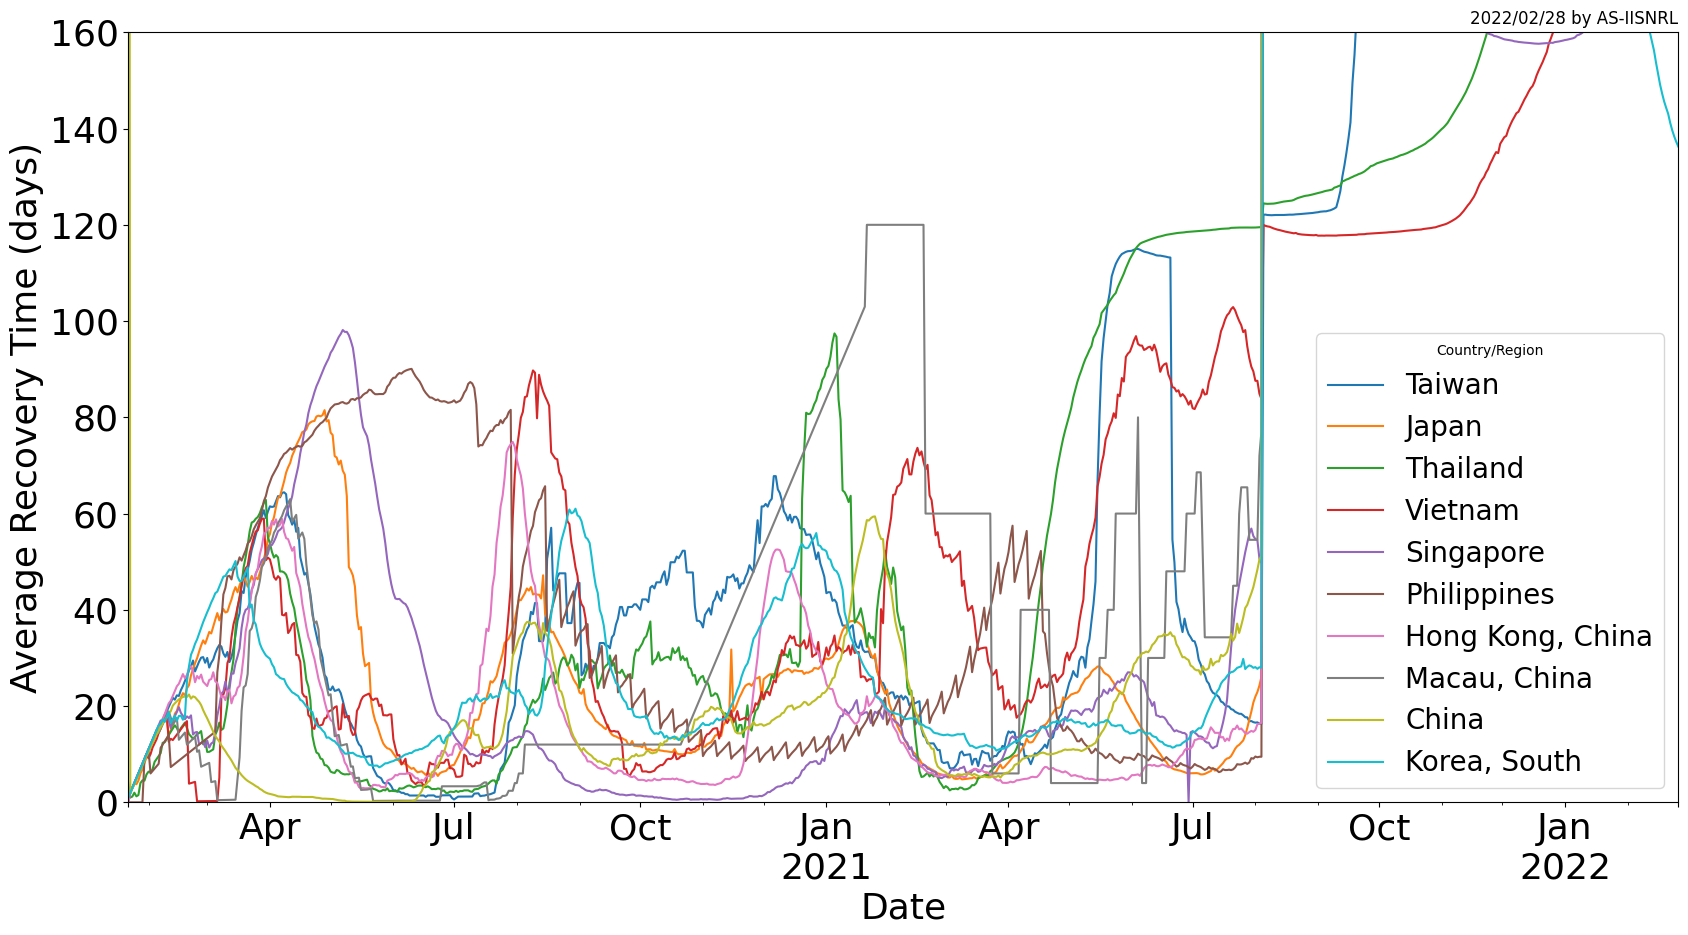 2022/02/28 by AS-IISNRL
Average Recovery Time (days)
160
140
120
100
80
60
40
20
0
Country/Region
Taiwan
Japan
Thailand
Vietnam
Singapore
Philippines
Hong Kong, China
Macau, China
China
Korea, South
Apr Jul Oct Jan Apr Jul Oct Jan
2021 2022
Date